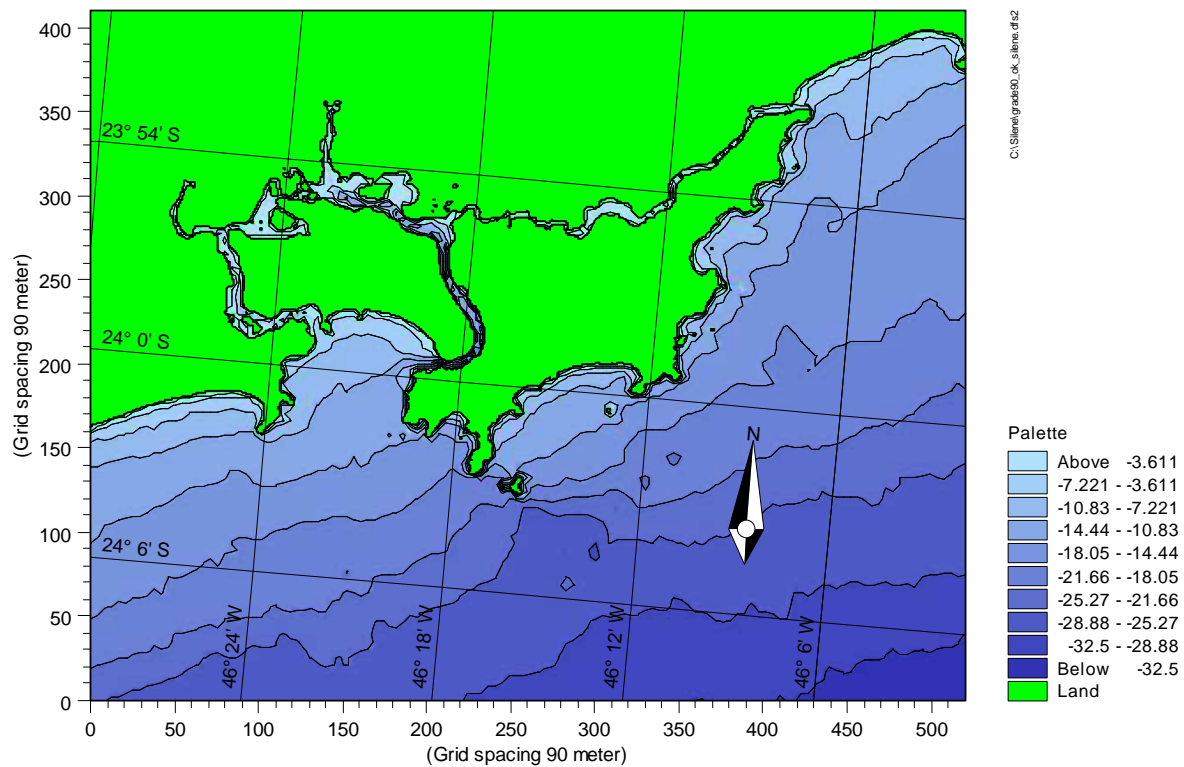 400
350
300
250
200
150
100
50
0
(Grid spacing 90 meter)
23° 54' S
24° 0' S
24° 6' S
46° 24' W
46° 18' W
46° 12' W
46° 6' W
N
0 50 100 150 200 250 300 350 400 450 500
(Grid spacing 90 meter)
C:\Silene\grade90_ok_silene.dfs2
Palette
Above -3.611
-7.221 - -3.611
-10.83 - -7.221
-14.44 - -10.83
-18.05 - -14.44
-21.66 - -18.05
-25.27 - -21.66
-28.88 - -25.27
-32.5 - -28.88
Below -32.5
Land